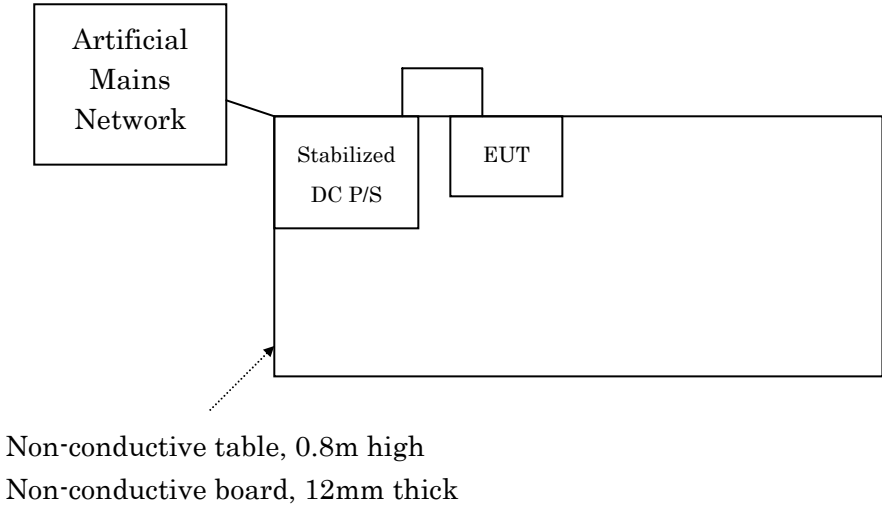 Artificial
Mains
Network
Stabilized
DC P/S
EUT
Non-conductive table, 0.8m high
Non-conductive board, 12mm thick